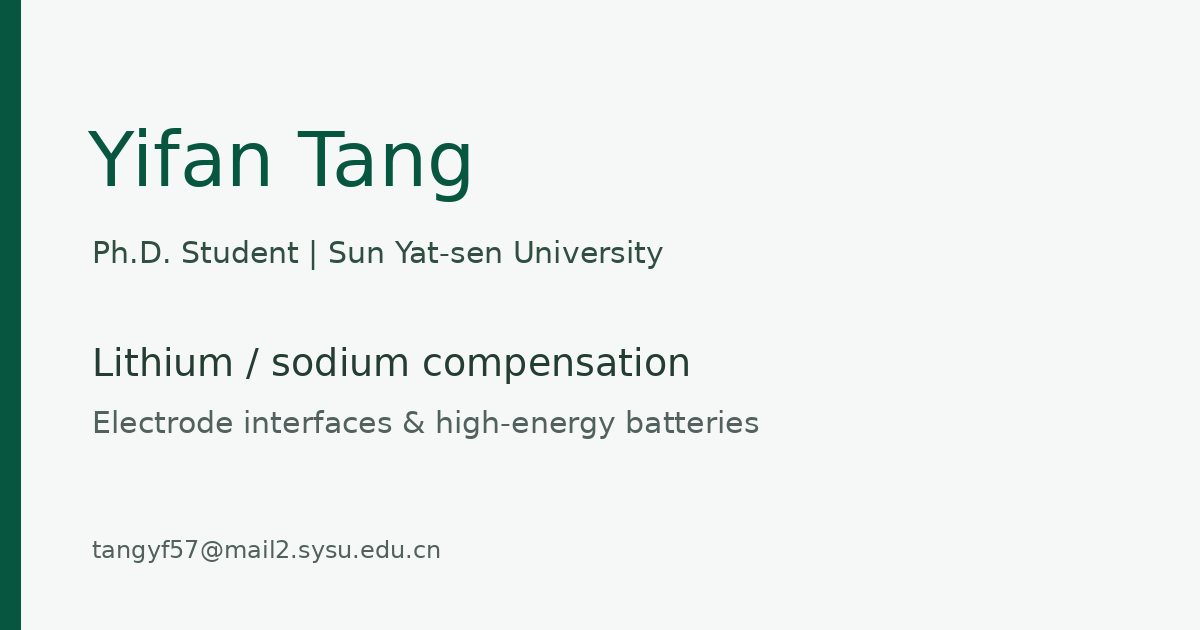 Yifan Tang
Ph.D. Student | Sun Yat-sen University
Lithium / sodium compensation
Electrode interfaces & high-energy batteries
tangyf57@mail2.sysu.edu.cn